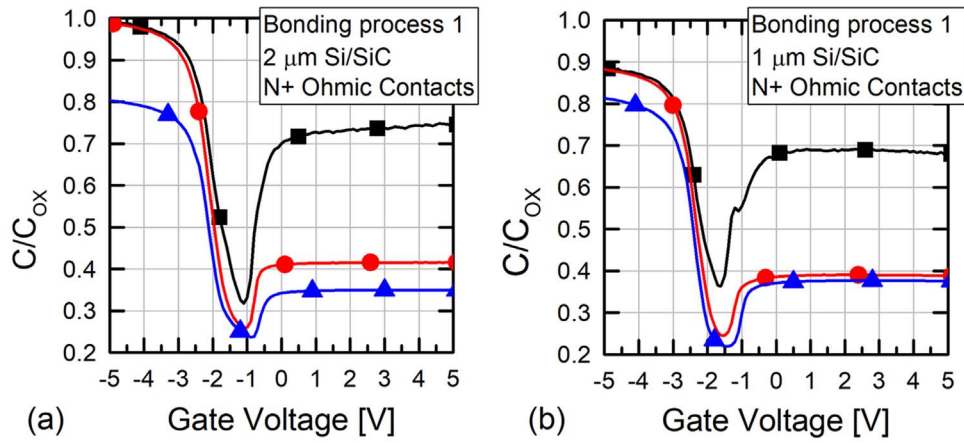 Bonding process 1
2 μm Si/SiC
N+ Ohmic Contacts
1.0
0.9
0.8
0.7
0.6
0.5
0.4
0.3
0.2
C/C_OX
-5 -4 -3 -2 -1 0 1 2 3 4 5
Gate Voltage [V]
(a)
Bonding process 1
1 μm Si/SiC
N+ Ohmic Contacts
1.0
0.9
0.8
0.7
0.6
0.5
0.4
0.3
0.2
C/C_OX
-5 -4 -3 -2 -1 0 1 2 3 4 5
Gate Voltage [V]
(b)